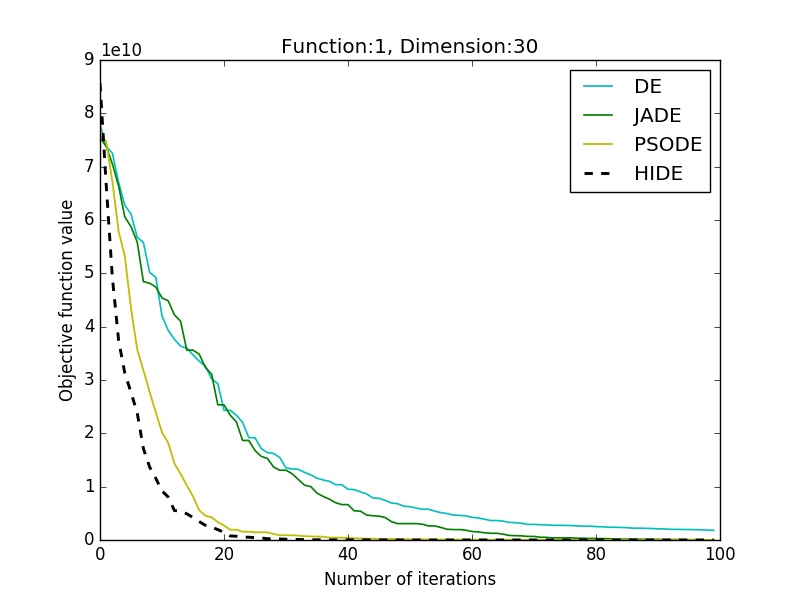 Function:1, Dimension:30
1e10
9
8
7
6
5
4
3
2
1
0
Objective function value
0 20 40 60 80 100
Number of iterations
DE
JADE
PSODE
HIDE